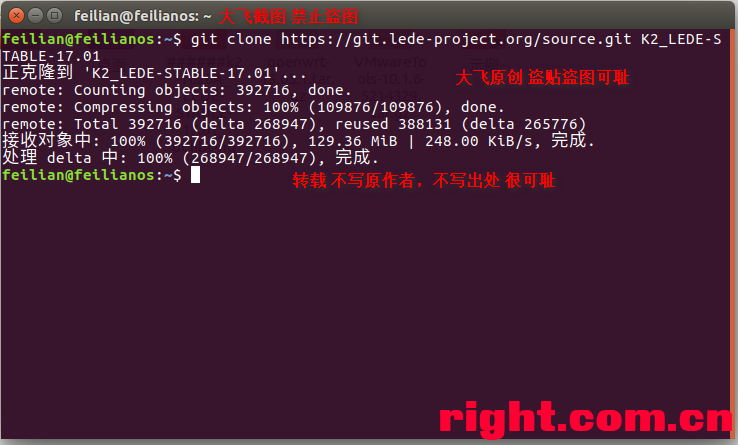 feilian@feilianos: ~ 大飞截图 禁止盗图
feilian@feilianos:~$ git clone https://git.lede-project.org/source.git K2_LEDE-S
TABLE-17.01
正克隆到 'K2_LEDE-STABLE-17.01'...
大飞原创 盗贴盗图可耻
remote: Counting objects: 392716, done.
remote: Compressing objects: 100% (109876/109876), done.
remote: Total 392716 (delta 268947), reused 388131 (delta 265776)
接收对象中: 100% (392716/392716), 129.36 MiB | 248.00 KiB/s, 完成.
处理 delta 中: 100% (268947/268947), 完成.
feilian@feilianos:~$
转载 不写原作者，不写出处 很可耻
right.com.cn